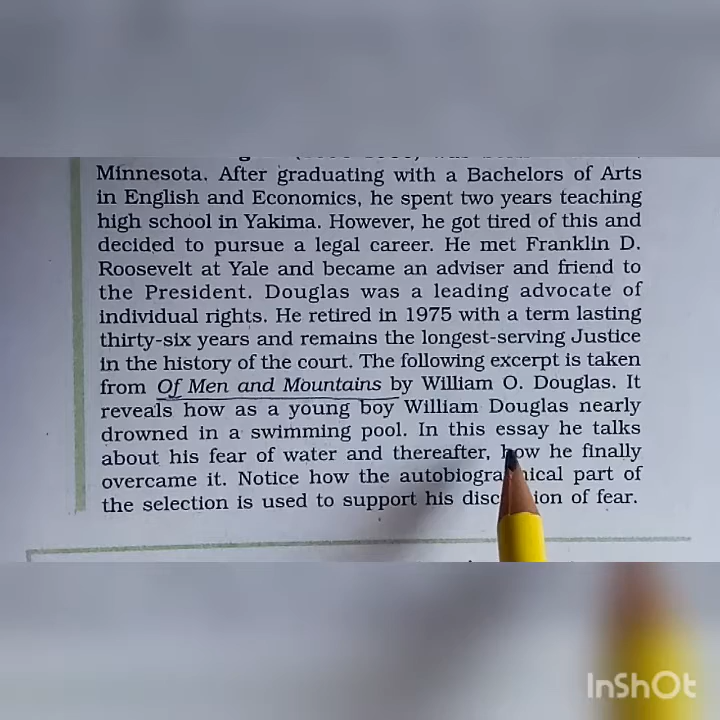 Minnesota. After graduating with a Bachelors of Arts
in English and Economics, he spent two years teaching
high school in Yakima. However, he got tired of this and
decided to pursue a legal career. He met Franklin D.
Roosevelt at Yale and became an adviser and friend to
the President. Douglas was a leading advocate of
individual rights. He retired in 1975 with a term lasting
thirty-six years and remains the longest-serving Justice
in the history of the court. The following excerpt is taken
from Of Men and Mountains by William O. Douglas. It
reveals how as a young boy William Douglas nearly
drowned in a swimming pool. In this essay he talks
about his fear of water and thereafter, how he finally
overcame it. Notice how the autobiographical part of
the selection is used to support his discussion of fear.
InShOt